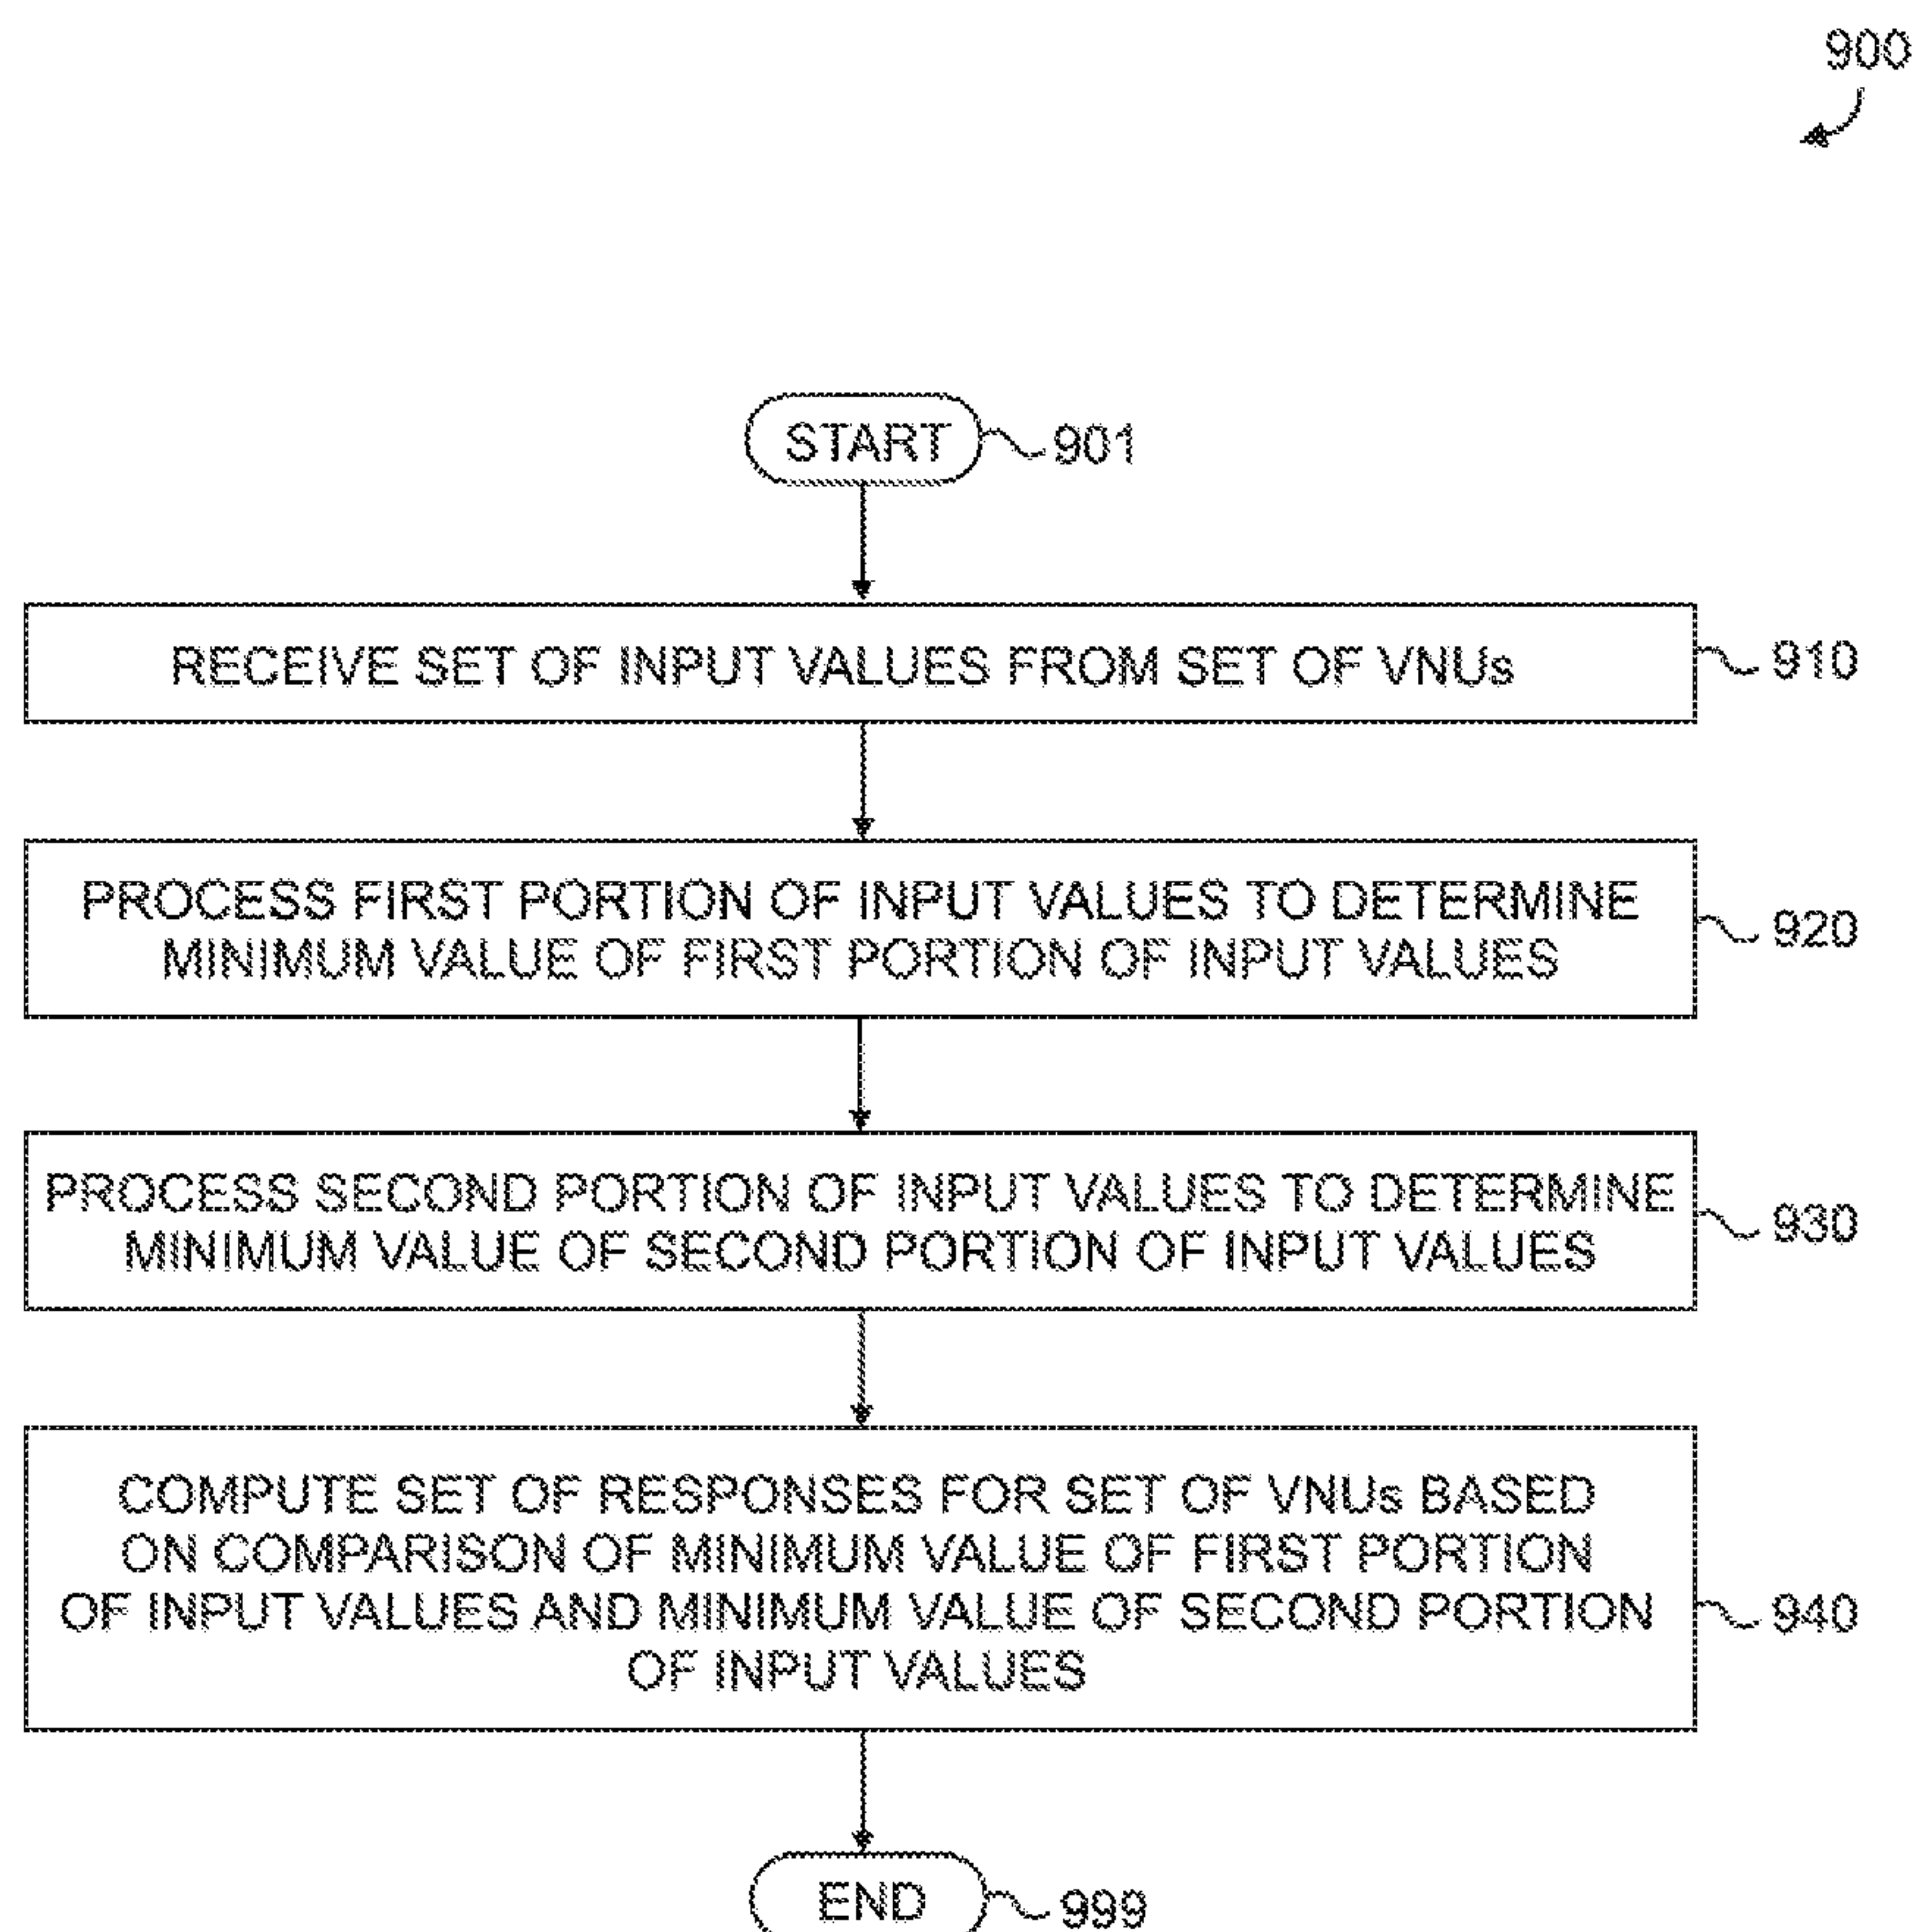 900
START 901
RECEIVE SET OF INPUT VALUES FROM SET OF VNUs 910
PROCESS FIRST PORTION OF INPUT VALUES TO DETERMINE
MINIMUM VALUE OF FIRST PORTION OF INPUT VALUES
920
PROCESS SECOND PORTION OF INPUT VALUES TO DETERMINE
MINIMUM VALUE OF SECOND PORTION OF INPUT VALUES
930
COMPUTE SET OF RESPONSES FOR SET OF VNUs BASED
ON COMPARISON OF MINIMUM VALUE OF FIRST PORTION
OF INPUT VALUES AND MINIMUM VALUE OF SECOND PORTION
OF INPUT VALUES
940
END 999